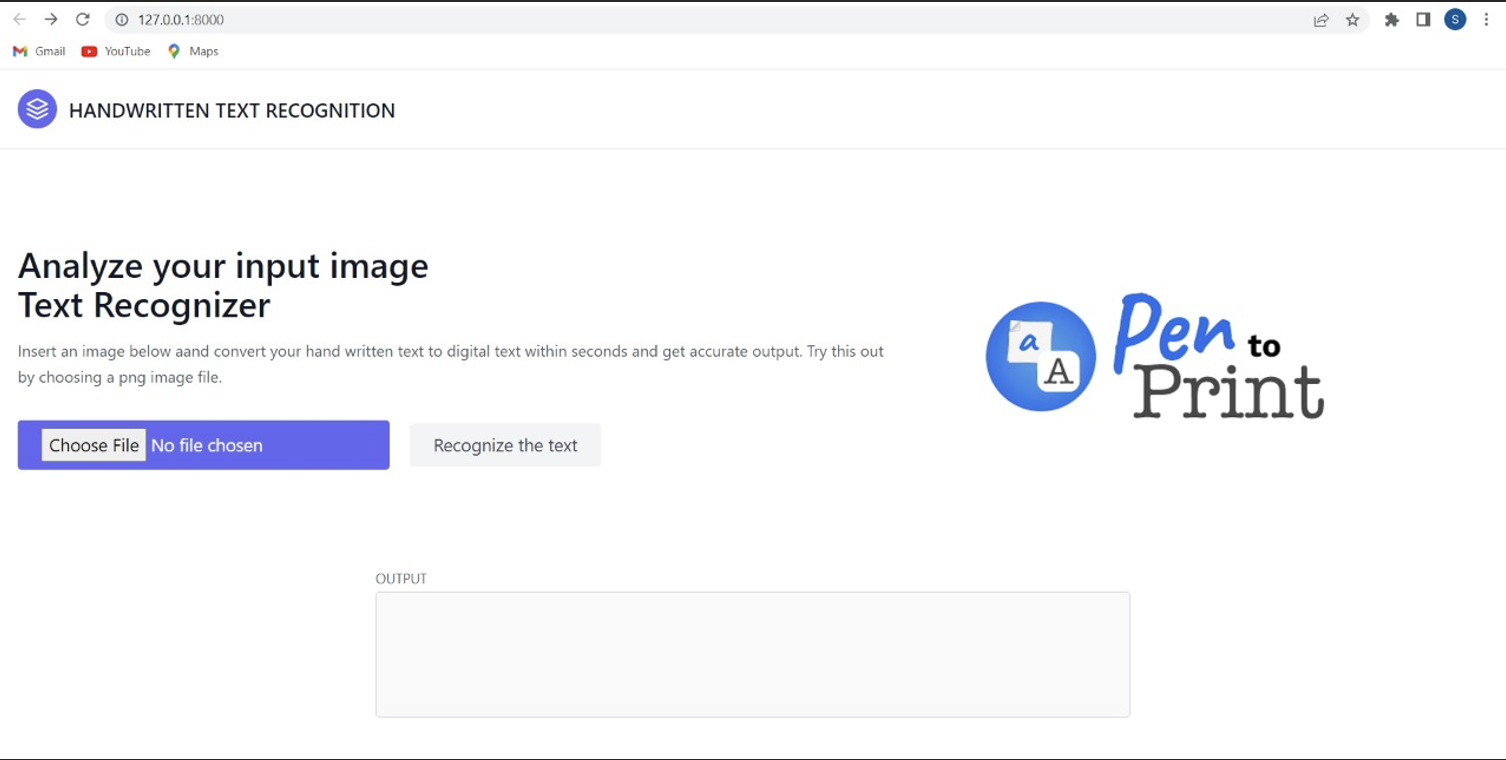 127.0.0.1:8000
S
Gmail YouTube Maps
HANDWRITTEN TEXT RECOGNITION
Analyze your input image
Text Recognizer
Insert an image below aand convert your hand written text to digital text within seconds and get accurate output. Try this out
by choosing a png image file.
Choose File No file chosen
Recognize the text
a
A
Pen to
Print
OUTPUT